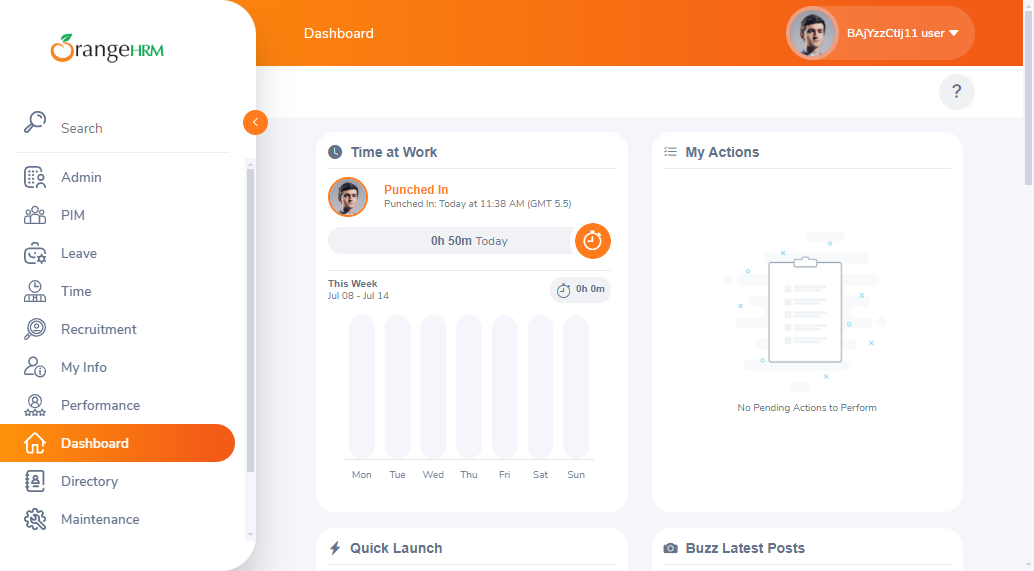 OrangeHRM
Dashboard
BAjYzzCtlj11 user
?
Search
Admin
PIM
Leave
Time
Recruitment
My Info
Performance
Dashboard
Directory
Maintenance
Time at Work
Punched In
Punched In: Today at 11:38 AM (GMT 5.5)
0h 50m Today
This Week
Jul 08 - Jul 14
0h 0m
Mon Tue Wed Thu Fri Sat Sun
My Actions
No Pending Actions to Perform
Quick Launch
Buzz Latest Posts